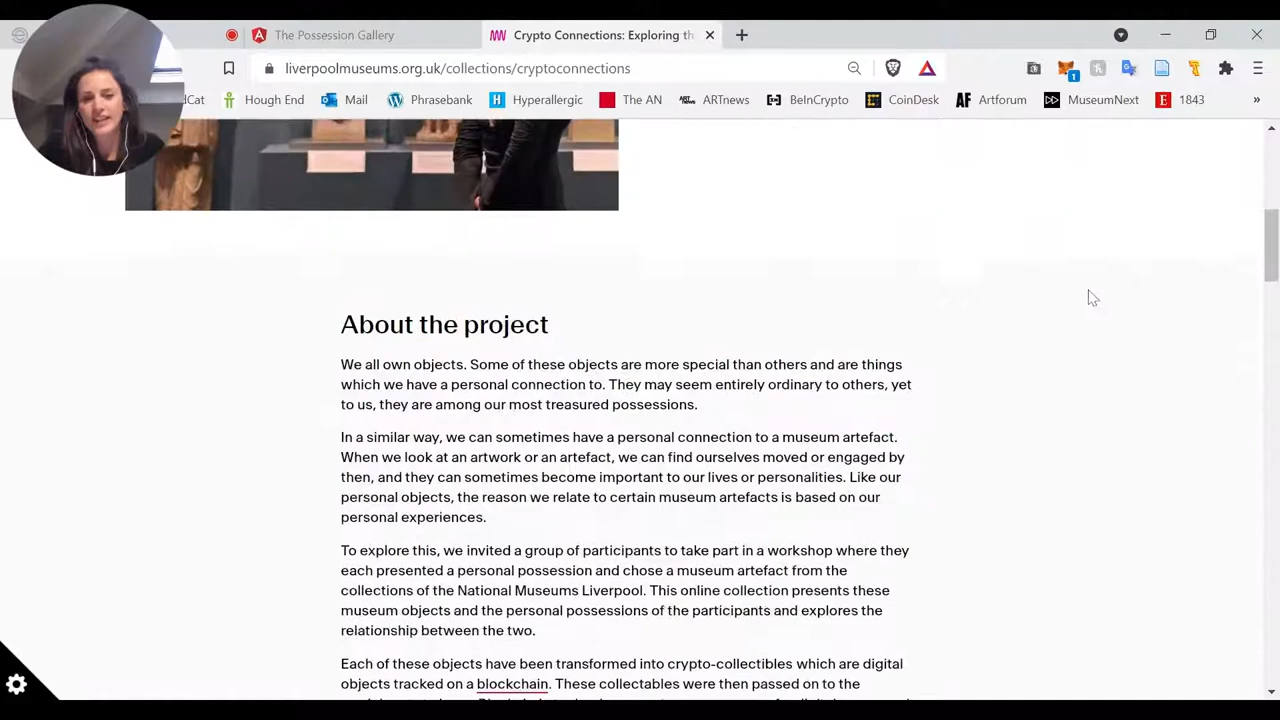 The Possession Gallery
Crypto Connections: Exploring th
liverpoolmuseums.org.uk/collections/cryptoconnections
1
dCat
Hough End
Mail
Phrasebank
Hyperallergic
The AN
ARTnews
BeInCrypto
CoinDesk
AF Artforum
MuseumNext
E 1843
»
About the project
We all own objects. Some of these objects are more special than others and are things
which we have a personal connection to. They may seem entirely ordinary to others, yet
to us, they are among our most treasured possessions.
In a similar way, we can sometimes have a personal connection to a museum artefact.
When we look at an artwork or an artefact, we can find ourselves moved or engaged by
then, and they can sometimes become important to our lives or personalities. Like our
personal objects, the reason we relate to certain museum artefacts is based on our
personal experiences.
To explore this, we invited a group of participants to take part in a workshop where they
each presented a personal possession and chose a museum artefact from the
collections of the National Museums Liverpool. This online collection presents these
museum objects and the personal possessions of the participants and explores the
relationship between the two.
Each of these objects have been transformed into crypto-collectibles which are digital
objects tracked on a blockchain. These collectables were then passed on to the